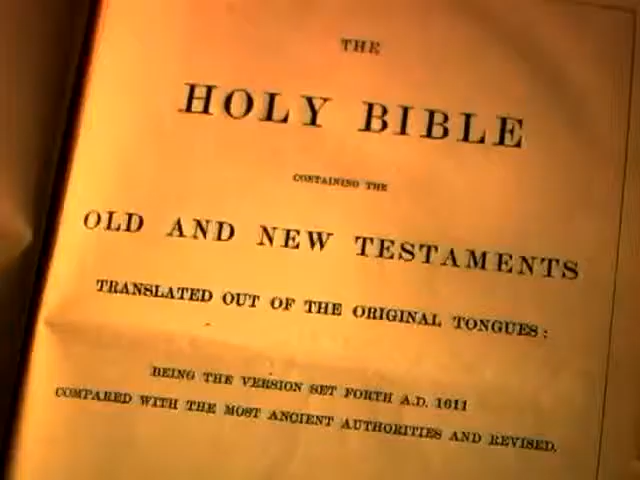 THE
HOLY BIBLE
CONTAINING THE
OLD AND NEW TESTAMENTS
TRANSLATED OUT OF THE ORIGINAL TONGUES:
BEING THE VERSION SET FORTH A.D. 1611
COMPARED WITH THE MOST ANCIENT AUTHORITIES AND REVISED.